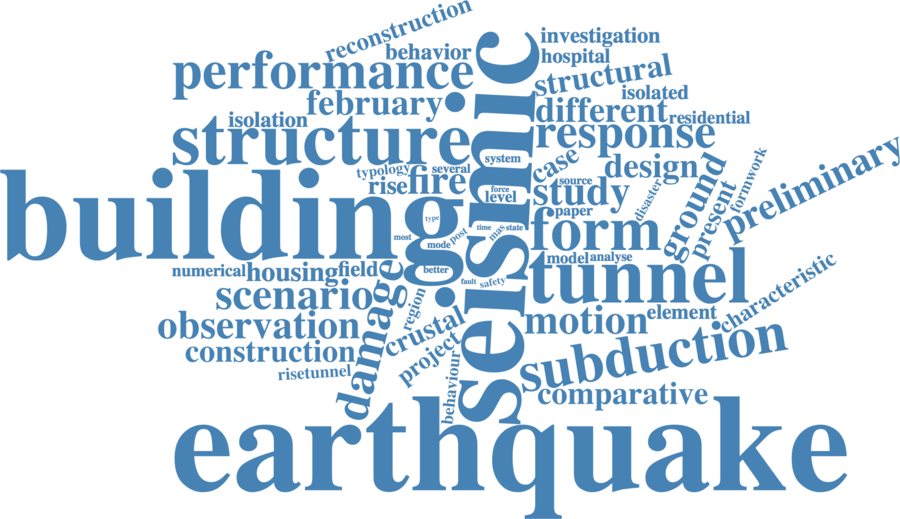 reconstruction
investigation
behavior
hospital
performance
structural
isolated
february
different
isolation
residential
seismic
structure
response
system
case
typology
several
design
rise
fire
source
force
level
study
disaster
formwork
ground
present
preliminary
building
type
paper
form
time
state
mas
post
most
mode
model
analyse
numerical
housing
field
better
fault
safety
tunnel
characteristic
scenario
damage
region
element
observation
crustal
motion
construction
project
subduction
risetunnel
behaviour
comparative
earthquake